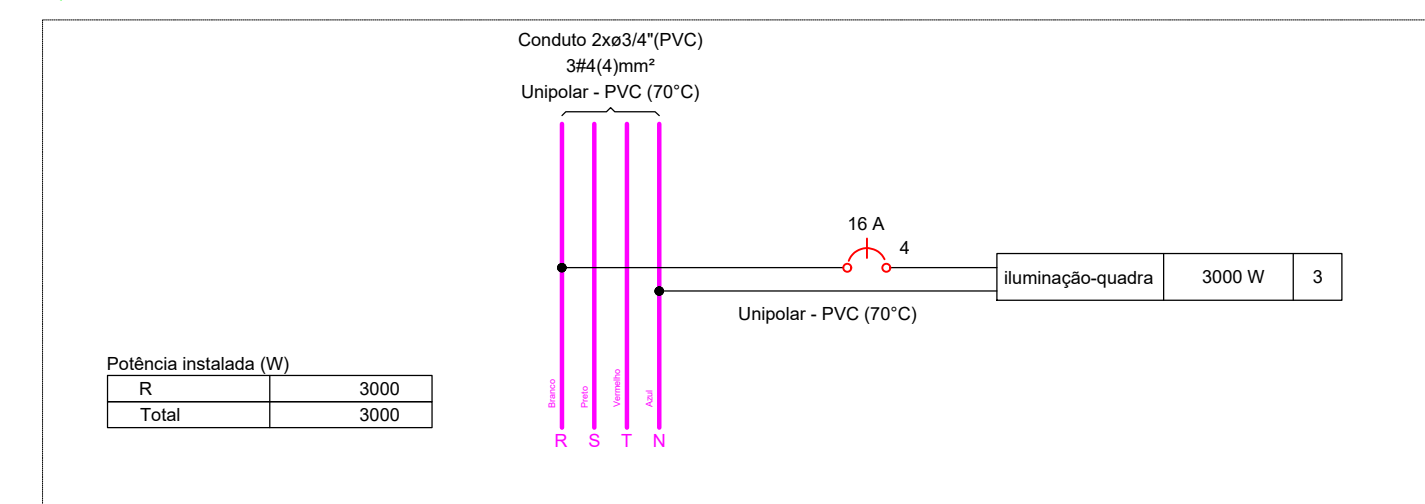 Conduto 2xø3/4"(PVC)
3#4(4)mm²
Unipolar - PVC (70°C)
16 A
4
iluminação-quadra 3000 W 3
Unipolar - PVC (70°C)
Potência instalada (W)
R 3000
Total 3000
Branco
Preto
Vermelho
Azul
R S T N